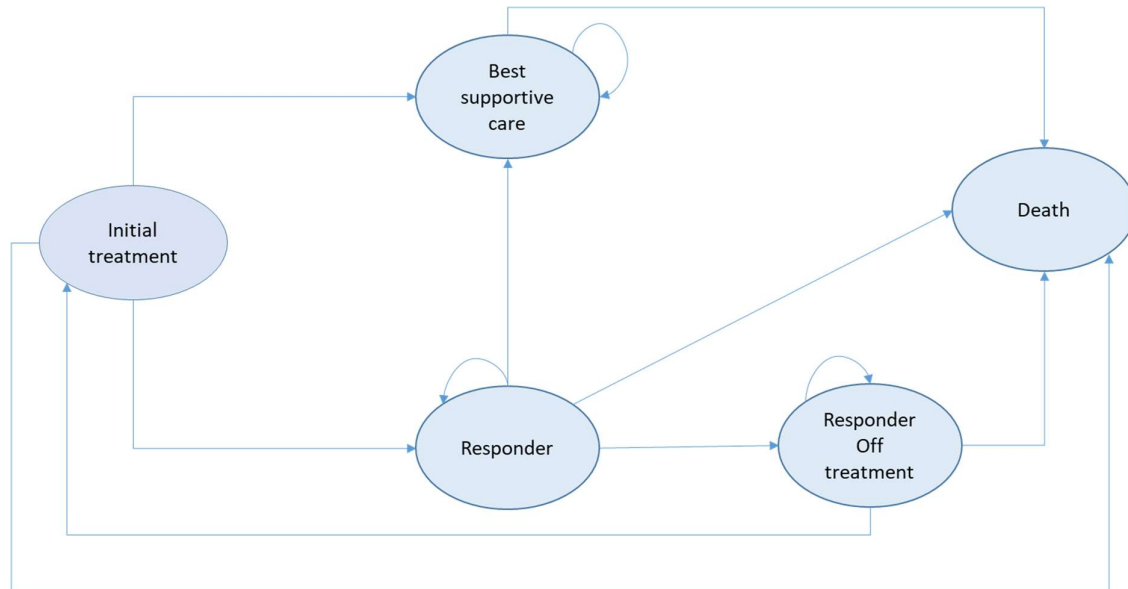 Best
supportive
care
Initial
treatment
Death
Responder
Responder
Off
treatment